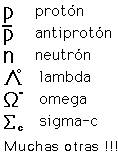 p protón
p̅ antiprotón
n neutrón
Λ° lambda
Ω⁻ omega
Σc sigma-c
Muchas otras !!!